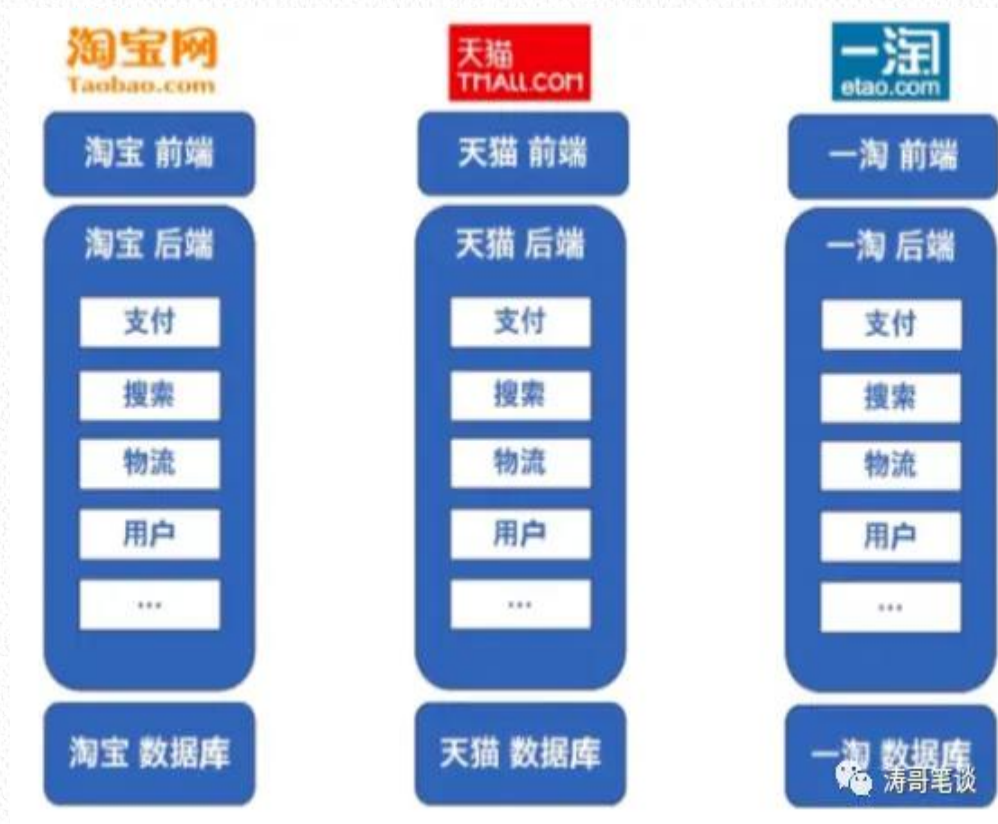 淘宝网
Taobao.com
天猫
TMALL.COM
一淘
etao.com
淘宝 前端
天猫 前端
一淘 前端
淘宝 后端
支付
搜索
物流
用户
...
天猫 后端
支付
搜索
物流
用户
...
一淘 后端
支付
搜索
物流
用户
...
淘宝 数据库
天猫 数据库
一淘 数据库
涛哥笔谈